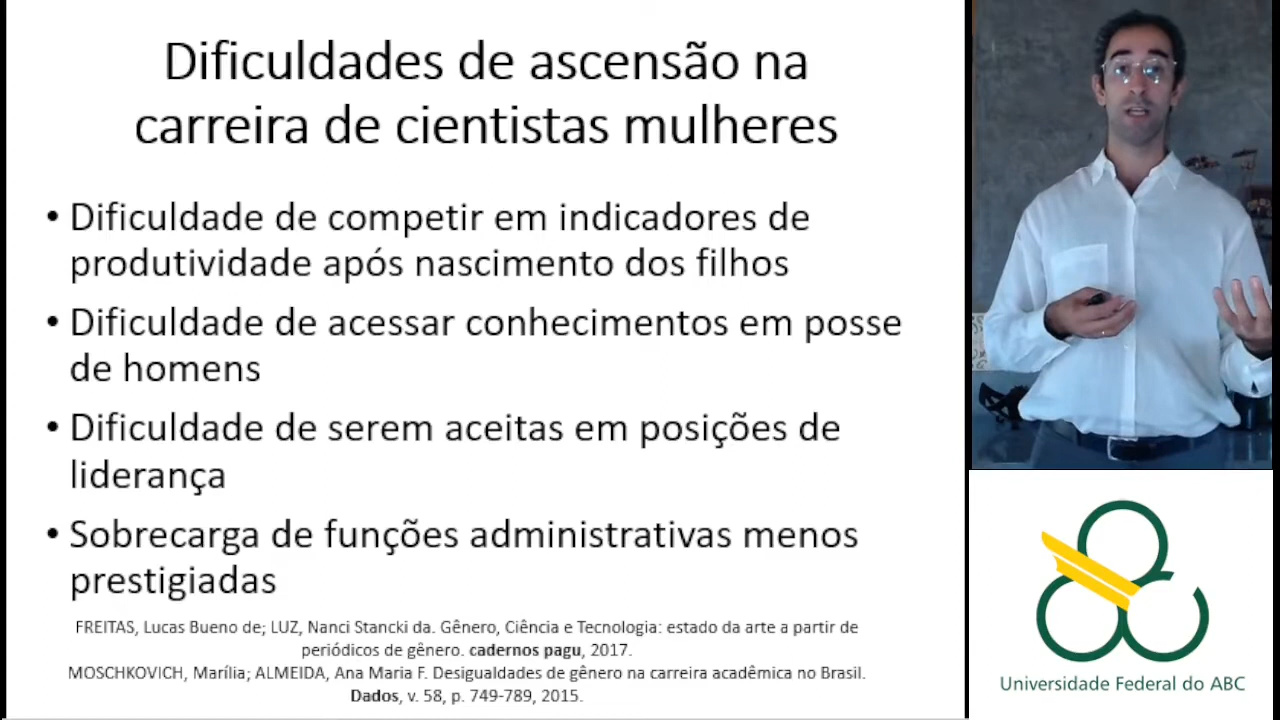 Dificuldades de ascensão na
carreira de cientistas mulheres
• Dificuldade de competir em indicadores de
produtividade após nascimento dos filhos
• Dificuldade de acessar conhecimentos em posse
de homens
• Dificuldade de serem aceitas em posições de
liderança
• Sobrecarga de funções administrativas menos
prestigiadas
FREITAS, Lucas Bueno de; LUZ, Nanci Stancki da. Gênero, Ciência e Tecnologia: estado da arte a partir de
periódicos de gênero. cadernos pagu, 2017.
MOSCHKOVICH, Marília; ALMEIDA, Ana Maria F. Desigualdades de gênero na carreira acadêmica no Brasil.
Dados, v. 58, p. 749-789, 2015.
Universidade Federal do ABC